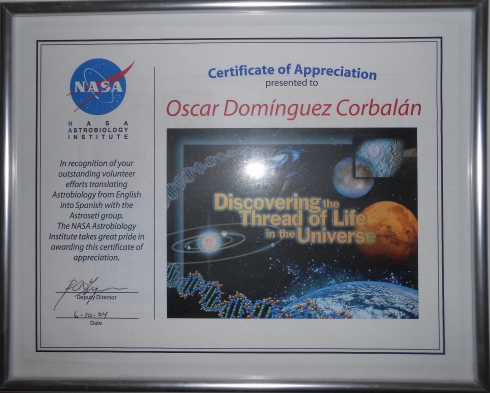 NASA
NASA
ASTROBIOLOGY
INSTITUTE
In recognition of your
outstanding volunteer
efforts translating
Astrobiology from English
into Spanish with the
Astroseti group.
The NASA Astrobiology
Institute takes great pride in
awarding this certificate of
appreciation.
Deputy Director
6-10-04
Date
Certificate of Appreciation
presented to
Oscar Domínguez Corbalán
Discovering the
Thread of Life
in the Universe